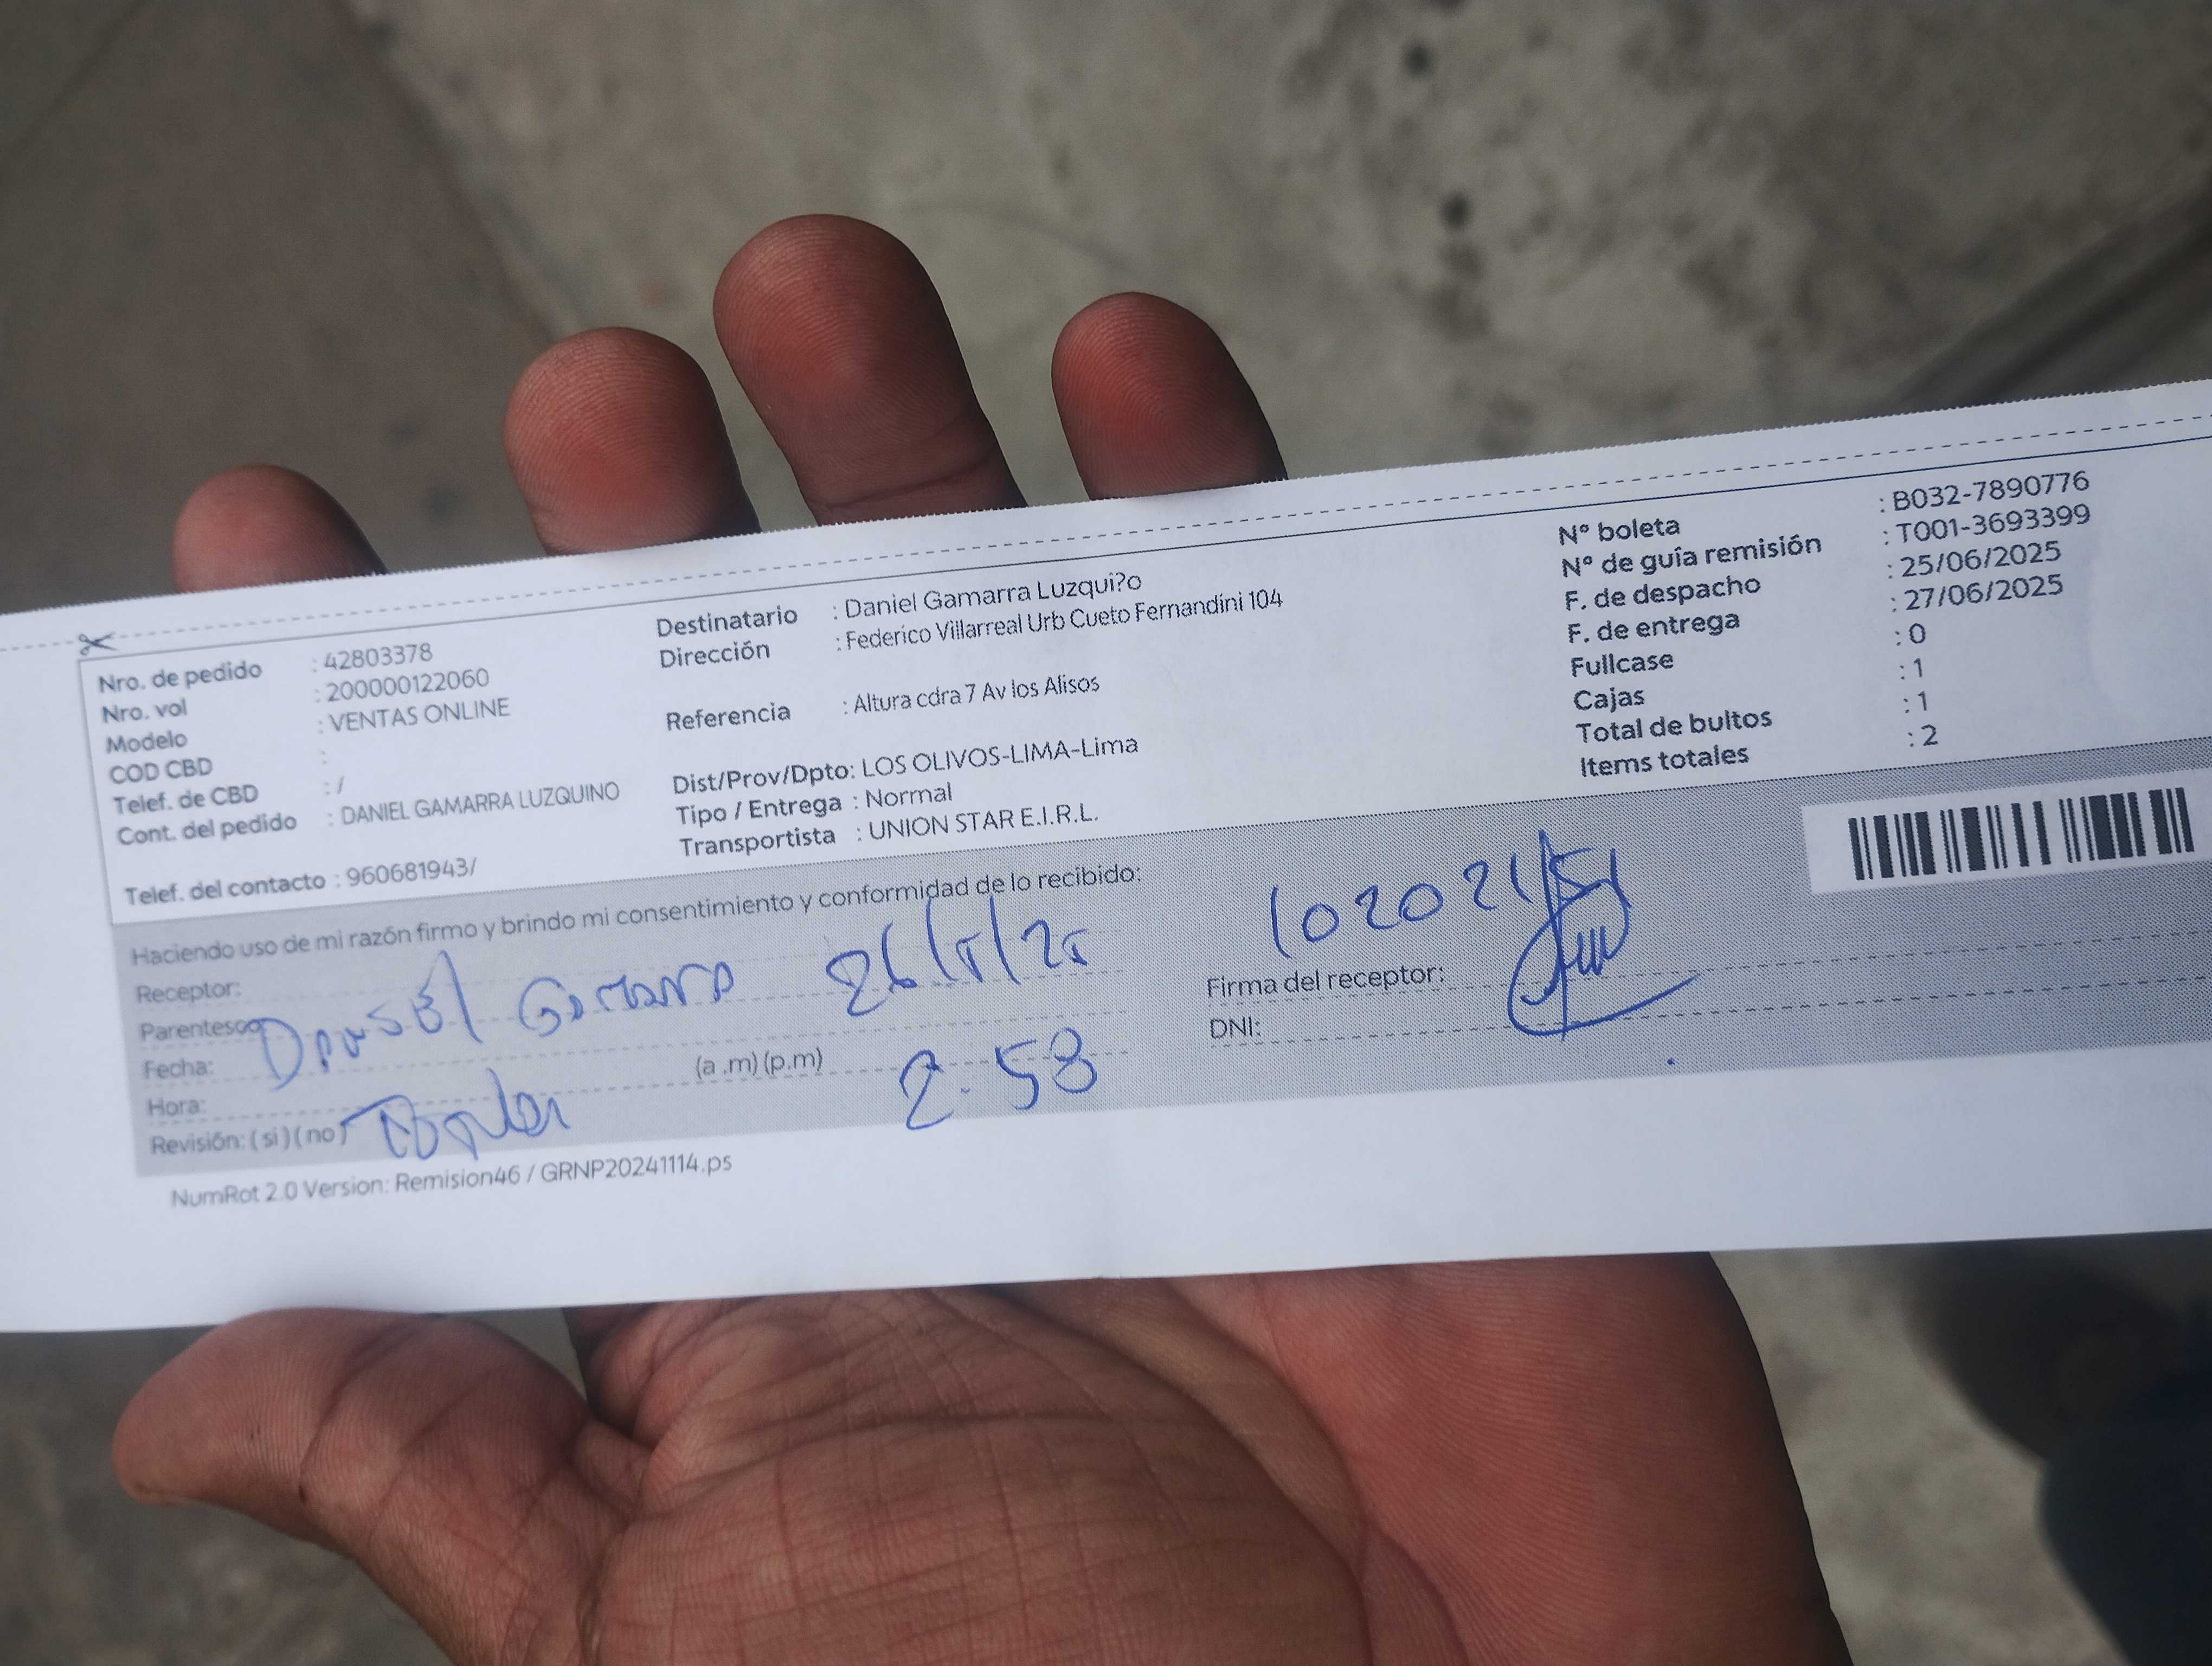 Nro. de pedido : 42803378
Nro. vol : 200000122060
Modelo : VENTAS ONLINE
COD CBD :
Telef. de CBD : /
Cont. del pedido : DANIEL GAMARRA LUZQUINO
Telef. del contacto : 960681943/
Destinatario : Daniel Gamarra Luzqui?o
Dirección : Federico Villarreal Urb Cueto Fernandini 104
Referencia : Altura cdra 7 Av los Alisos
Dist/Prov/Dpto: LOS OLIVOS-LIMA-Lima
Tipo / Entrega : Normal
Transportista : UNION STAR E.I.R.L.
N° boleta : B032-7890776
N° de guía remisión : T001-3693399
F. de despacho : 25/06/2025
F. de entrega : 27/06/2025
Fullcase : 0
Cajas : 1
Total de bultos : 1
Items totales : 2
Haciendo uso de mi razón firmo y brindo mi consentimiento y conformidad de lo recibido:
Receptor:
Parentesco
Fecha:
Hora: (a .m) (p.m) 2.58
Revisión: ( si ) ( no )
Firma del receptor:
DNI:
NumRot 2.0 Version: Remision46 / GRNP20241114.ps